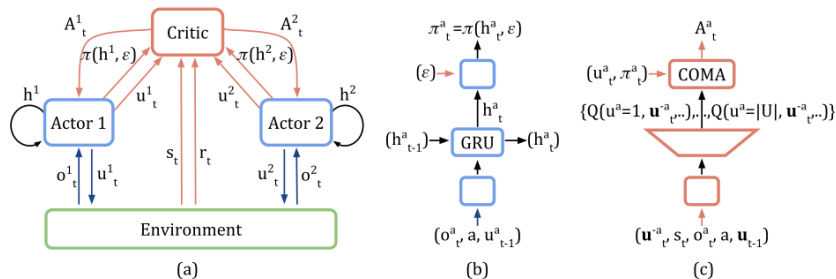 A¹ₜ
Critic
A²ₜ
π(h¹, ε)
π(h², ε)
h¹
u¹ₜ
u²ₜ
h²
Actor 1
Actor 2
o¹ₜ
u¹ₜ
sₜ
rₜ
u²ₜ
o²ₜ
Environment
(a)
πᵃₜ=π(hᵃₜ, ε)
(ε)
hᵃₜ
(hᵃₜ₋₁)
GRU
(hᵃₜ)
(oᵃₜ, a, uᵃₜ₋₁)
(b)
Aᵃₜ
(uᵃₜ, πᵃₜ)
COMA
{Q(uᵃ=1, u⁻ᵃₜ,..),...,Q(uᵃ=|U|, u⁻ᵃₜ,..)}
(u⁻ᵃₜ, sₜ, oᵃₜ, a, uₜ₋₁)
(c)